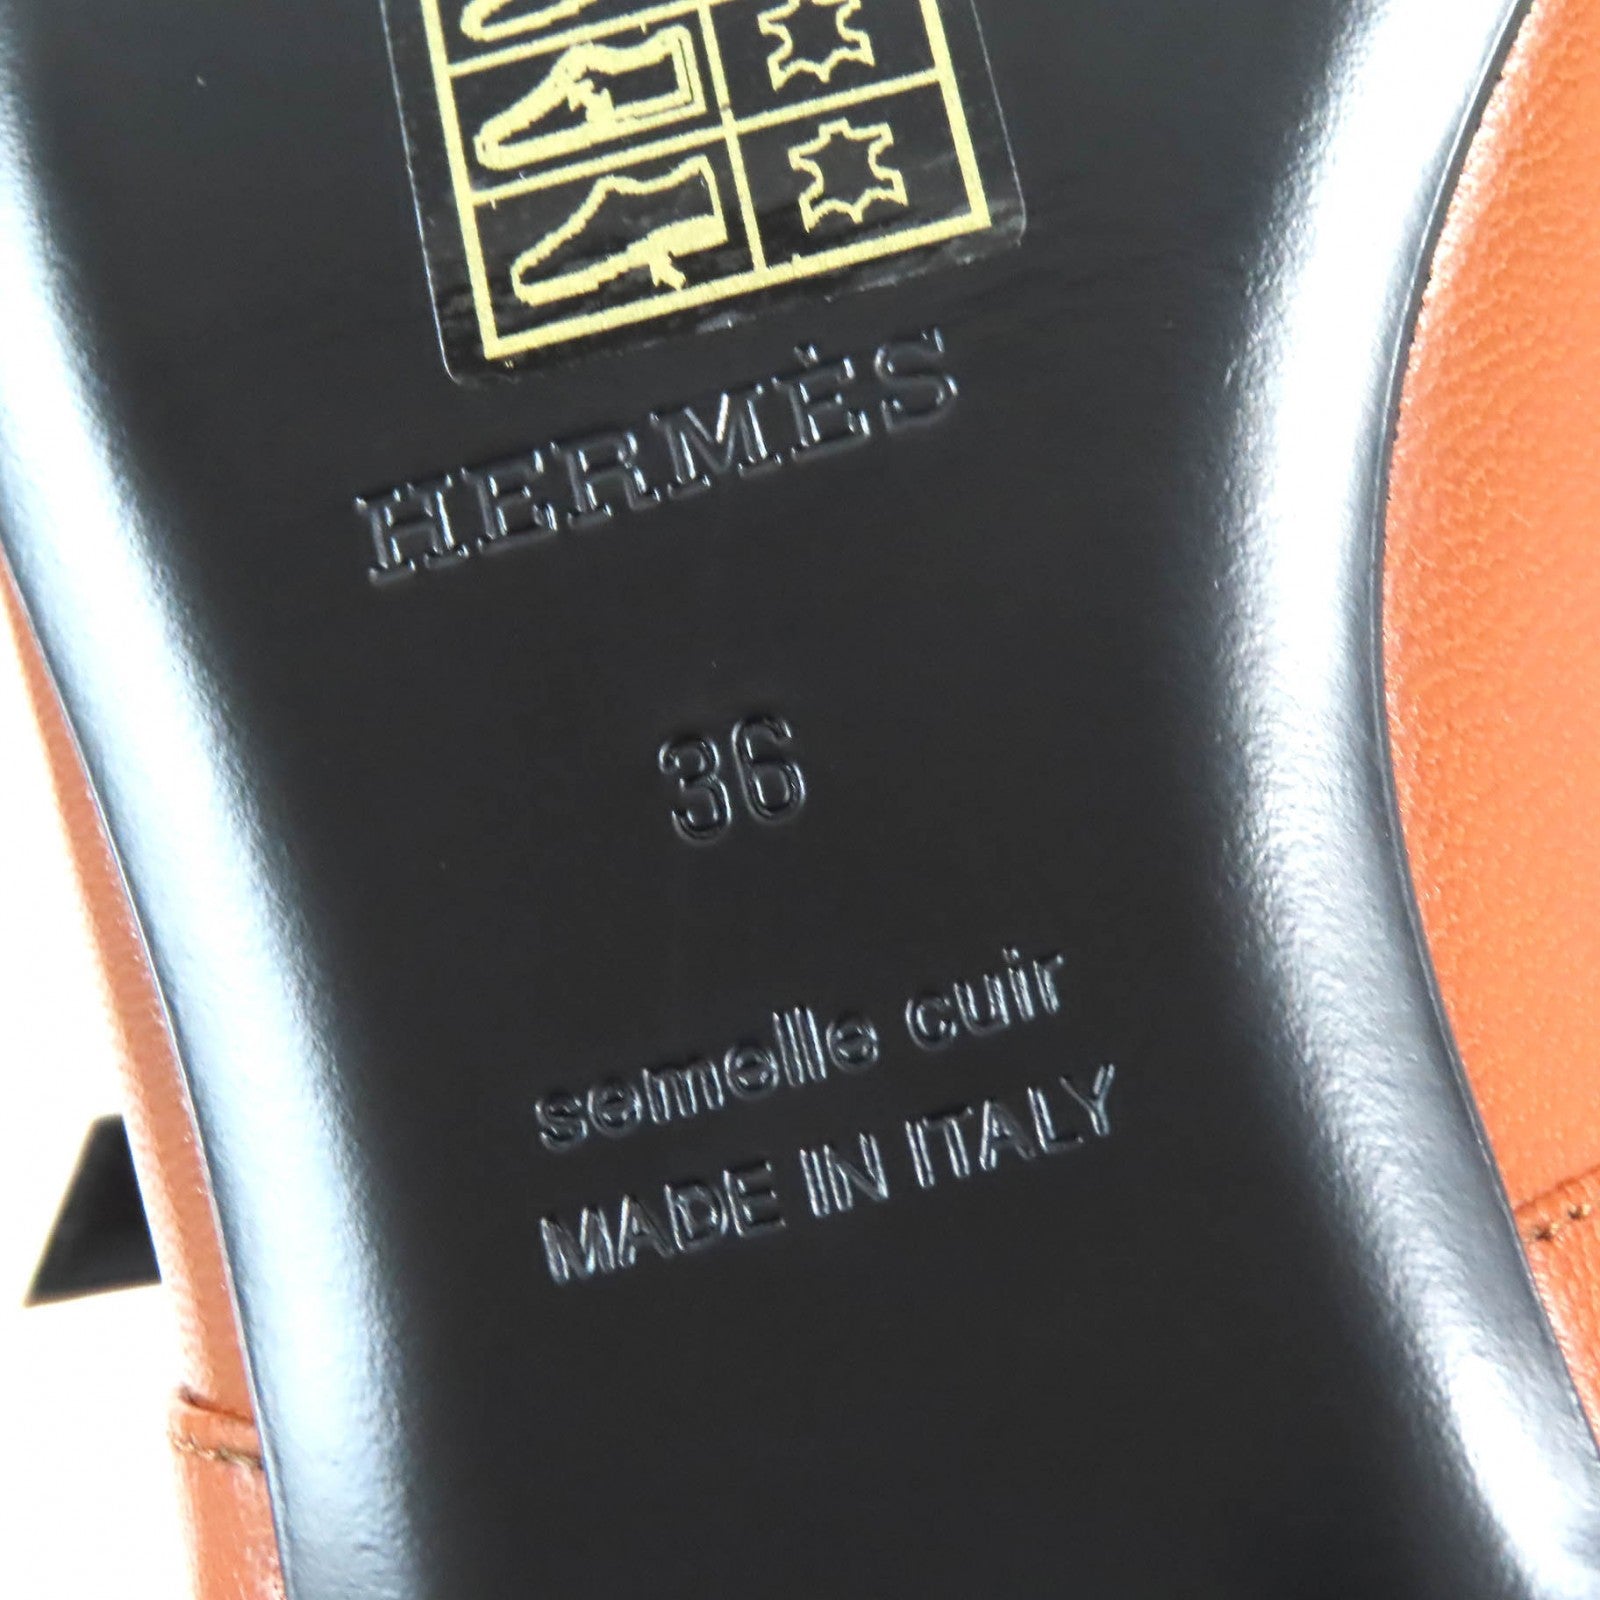 HERMÈS
36
semelle cuir
MADE IN ITALY